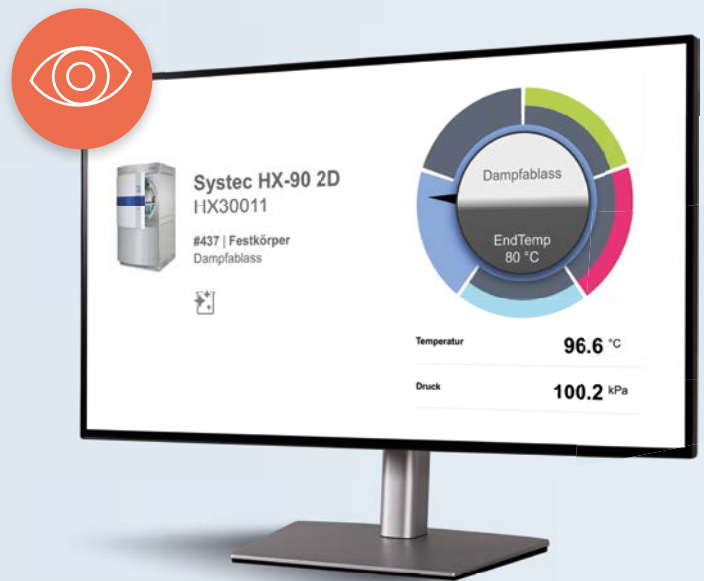 Systec HX-90 2D
HX30011
#437 | Festkörper
Dampfablass
Dampfablass
EndTemp
80 °C
Temperatur 96.6 °C
Druck 100.2 kPa